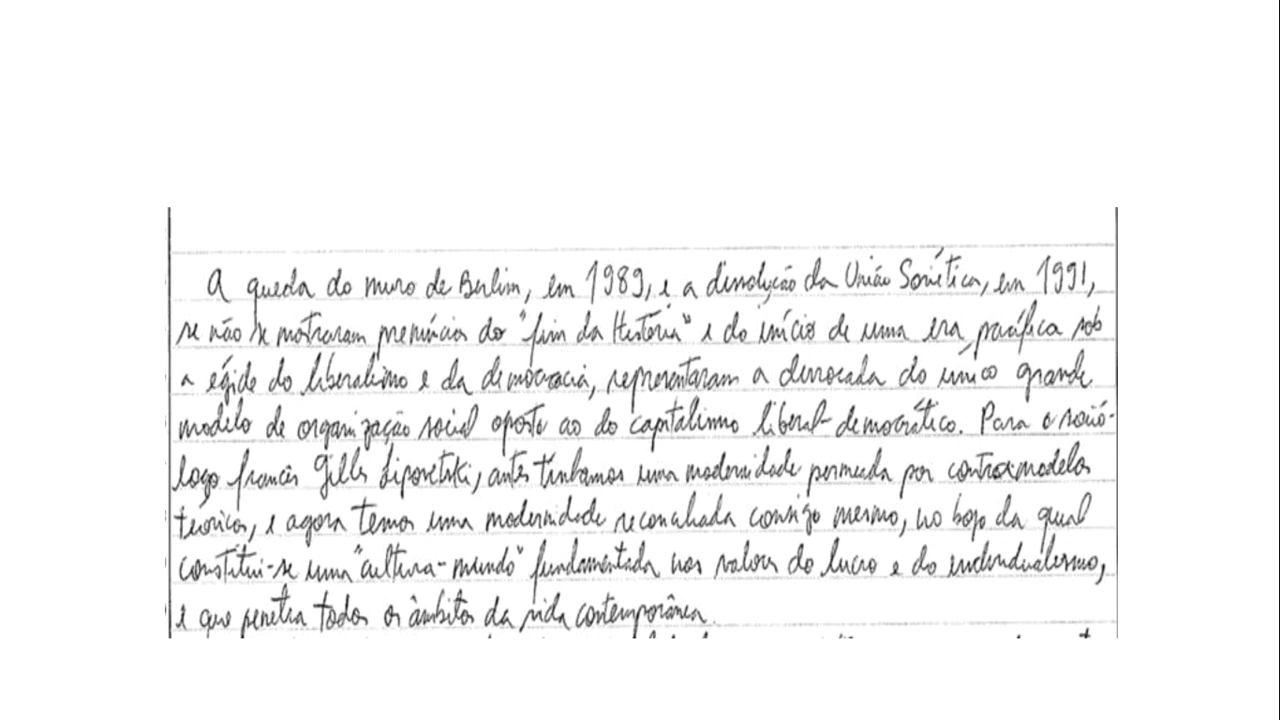 A queda do muro de Berlim, em 1989, e a dissolução da União Soviética, em 1991,
se não se mostraram prenúncio do "fim da História" e do início de uma era pacífica sob
a égide do liberalismo e da democracia, representaram a derrocada do único grande
modelo de organização social oposto ao do capitalismo liberal-democrático. Para o soció-
logo francês Gilles Lipovetski, antes tínhamos uma modernidade permeada por contramodelos
teóricos, e agora temos uma modernidade reconciliada consigo mesmo, no bojo da qual
constitui-se uma "cultura-mundo" fundamentada nos valores do lucro e do individualismo,
e que penetra todos os âmbitos da vida contemporânea.